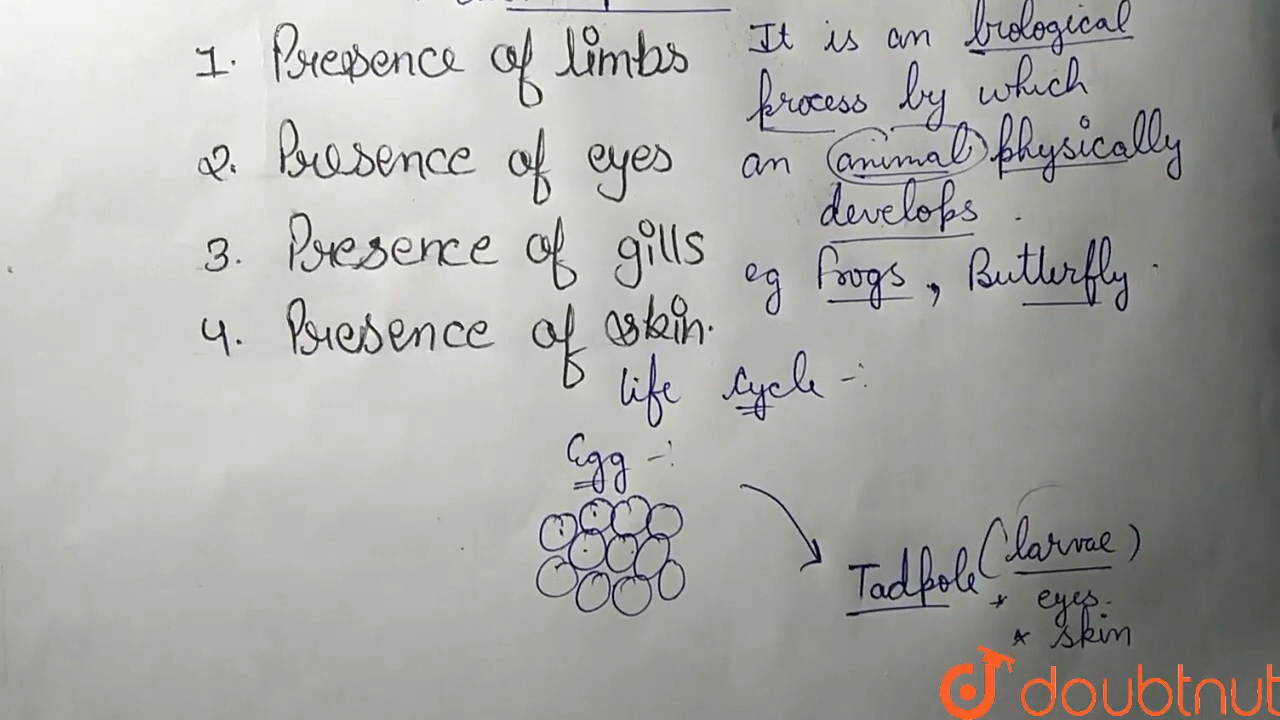 1. Presence of limbs
2. Presence of eyes
3. Presence of gills
4. Presence of skin.
It is an biological
process by which
an animal physically
develops.
eg frogs, Butterfly.
life cycle -:
Egg -:
Tadpole (larvae)
* eyes.
* skin
doubtnut